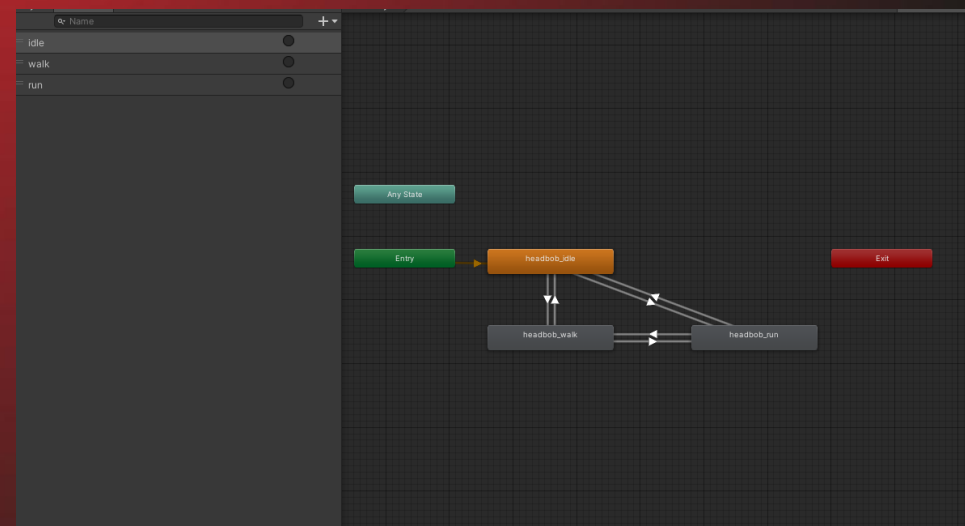 Name
idle
walk
run
Any State
Entry
headbob_idle
Exit
headbob_walk
headbob_run